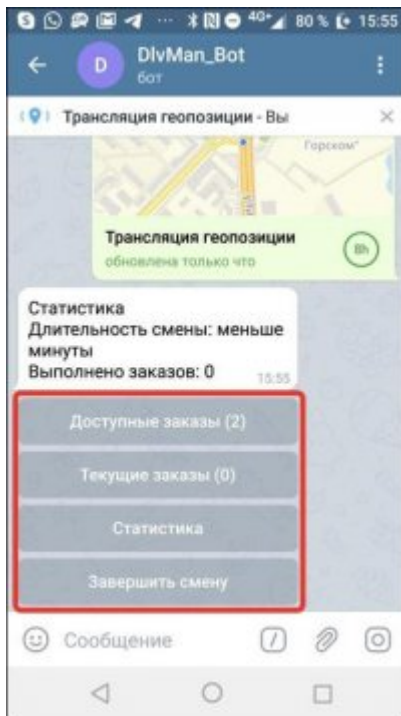 40+ 80 % 15:55
D
DlvMan_Bot
бот
Трансляция геопозиции - Вы
Горском"
Трансляция геопозиции
обновлена только что
8h
Статистика
Длительность смены: меньше
минуты
Выполнено заказов: 0
15:55
Доступные заказы (2)
Текущие заказы (0)
Статистика
Завершить смену
Сообщение